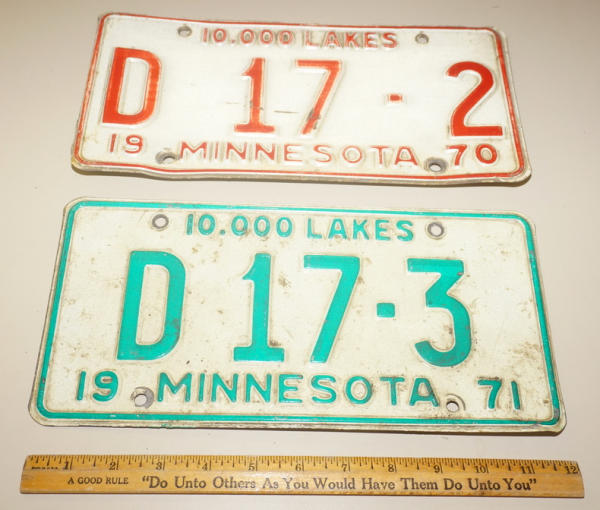 10.000 LAKES
D 17-2
19 MINNESOTA 70
10.000 LAKES
D 17-3
19 MINNESOTA 71
1 2 3 4 5 6 7 8 9 10 11 12
A GOOD RULE "Do Unto Others As You Would Have Them Do Unto You"